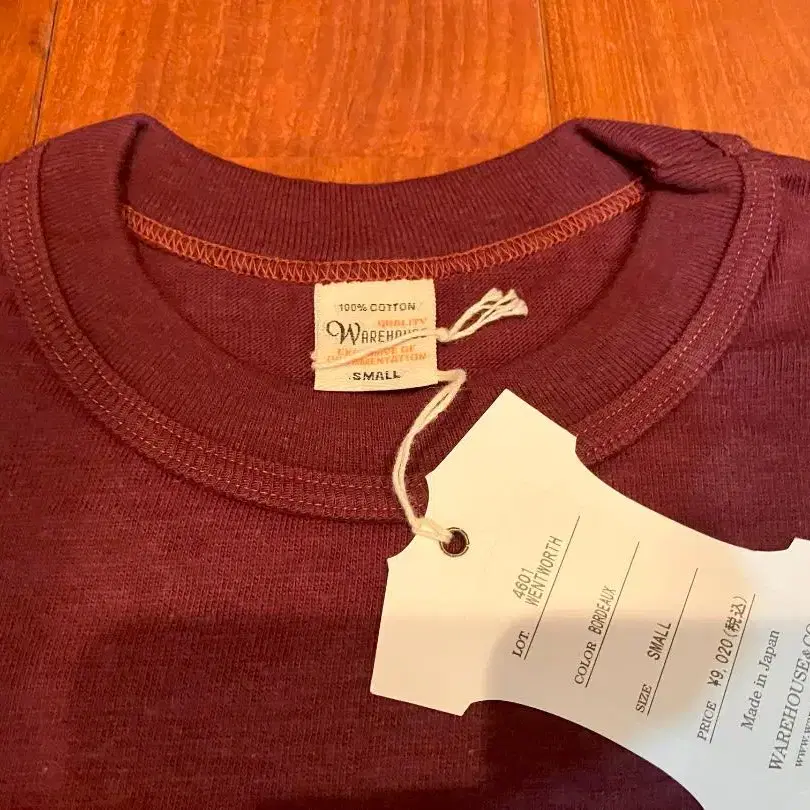 100% COTTON
QUALITY
WAREHOUSE
SMALL
LOT. 4601
WENTWORTH
COLOR BORDEAUX
SIZE SMALL
PRICE ¥9,020(税込)
Made in Japan
WAREHOUSE & CO
www.w